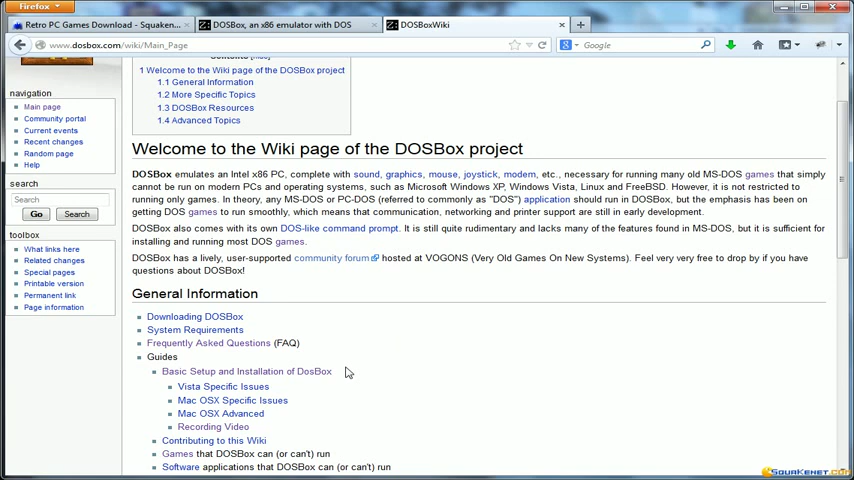 Firefox
Retro PC Games Download - Squaken...
DOSBox, an x86 emulator with DOS
DOSBoxWiki
www.dosbox.com/wiki/Main_Page
Google
navigation
Main page
Community portal
Current events
Recent changes
Random page
Help
search
Search
Go Search
toolbox
What links here
Related changes
Special pages
Printable version
Permanent link
Page information
1 Welcome to the Wiki page of the DOSBox project
1.1 General Information
1.2 More Specific Topics
1.3 DOSBox Resources
1.4 Advanced Topics
Welcome to the Wiki page of the DOSBox project
DOSBox emulates an Intel x86 PC, complete with sound, graphics, mouse, joystick, modem, etc., necessary for running many old MS-DOS games that simply
cannot be run on modern PCs and operating systems, such as Microsoft Windows XP, Windows Vista, Linux and FreeBSD. However, it is not restricted to
running only games. In theory, any MS-DOS or PC-DOS (referred to commonly as "DOS") application should run in DOSBox, but the emphasis has been on
getting DOS games to run smoothly, which means that communication, networking and printer support are still in early development.
DOSBox also comes with its own DOS-like command prompt. It is still quite rudimentary and lacks many of the features found in MS-DOS, but it is sufficient for
installing and running most DOS games.
DOSBox has a lively, user-supported community forum hosted at VOGONS (Very Old Games On New Systems). Feel very very free to drop by if you have
questions about DOSBox!
General Information
Downloading DOSBox
System Requirements
Frequently Asked Questions (FAQ)
Guides
Basic Setup and Installation of DosBox
Vista Specific Issues
Mac OSX Specific Issues
Mac OSX Advanced
Recording Video
Contributing to this Wiki
Games that DOSBox can (or can't) run
Software applications that DOSBox can (or can't) run
SQUAKENET.COM